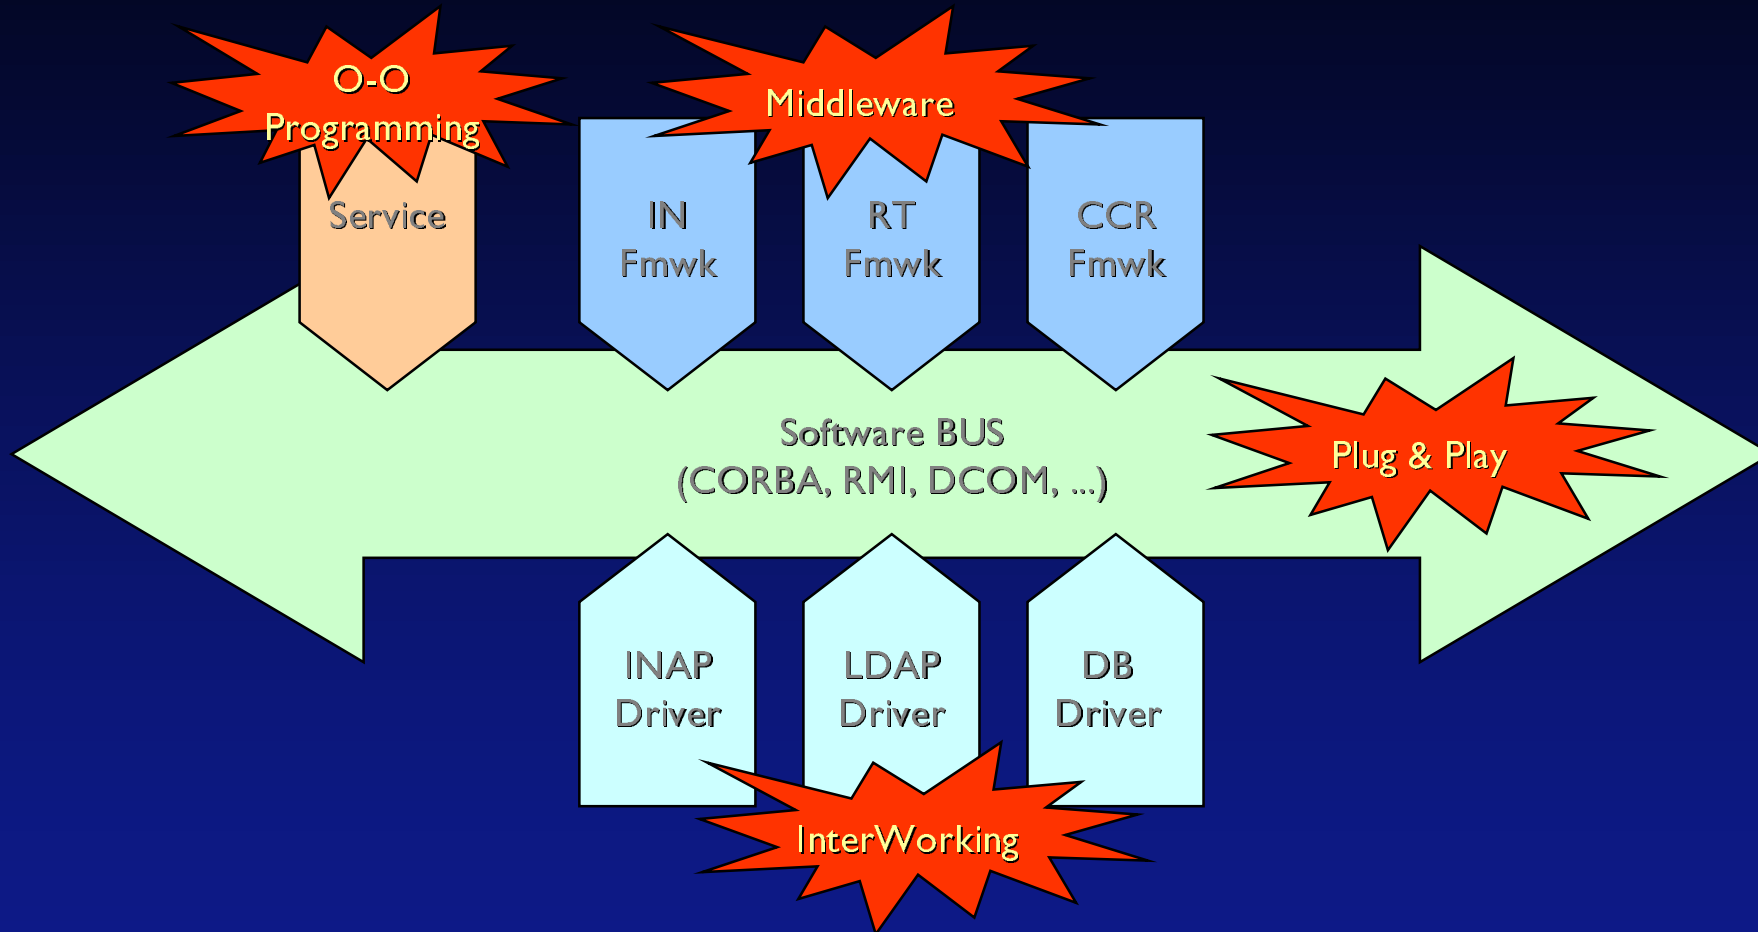 O-O
Programming
Middleware
Service
IN
Fmwk
RT
Fmwk
CCR
Fmwk
Software BUS
(CORBA, RMI, DCOM, ...)
Plug & Play
INAP
Driver
LDAP
Driver
DB
Driver
InterWorking